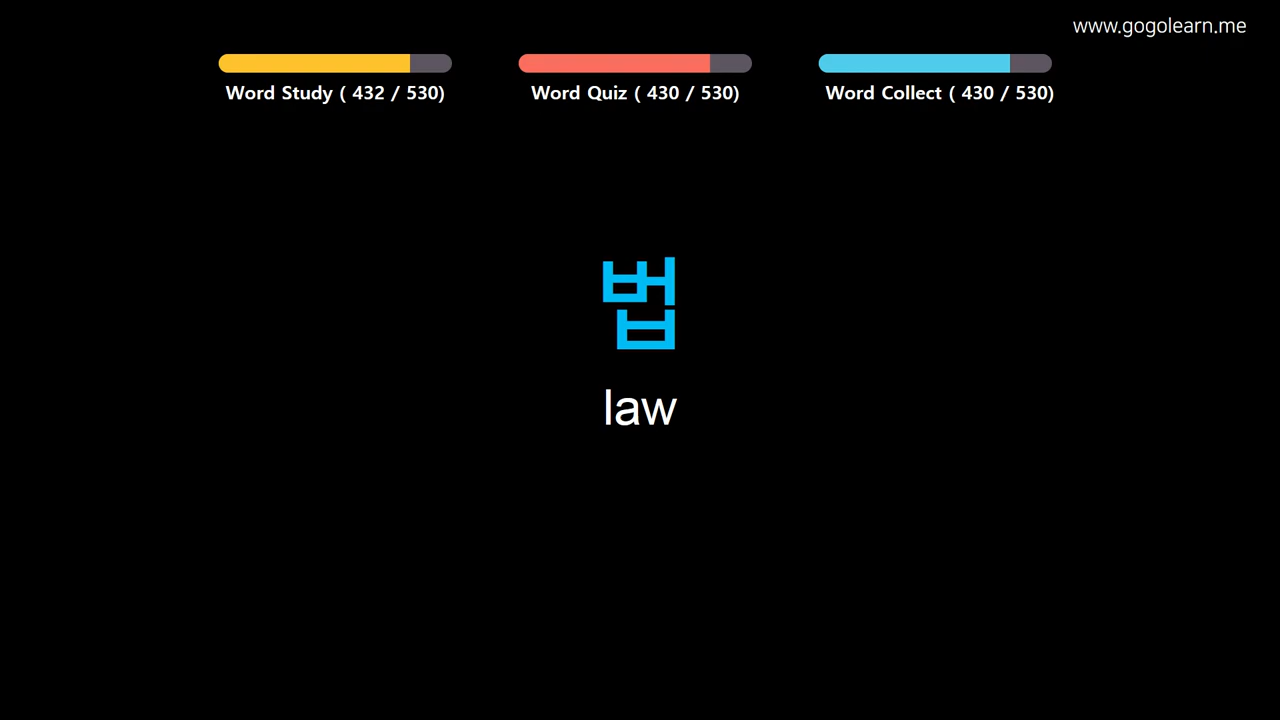 www.gogolearn.me
Word Study ( 432 / 530)
Word Quiz ( 430 / 530)
Word Collect ( 430 / 530)
법
law